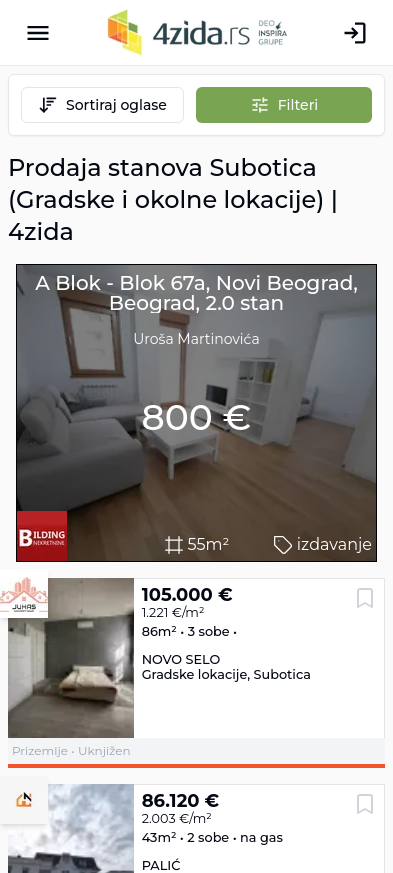 4zida.rs
DEO
INSPIRA
GRUPE
Sortiraj oglase
Filteri
Prodaja stanova Subotica
(Gradske i okolne lokacije) |
4zida
A Blok - Blok 67a, Novi Beograd,
Beograd, 2.0 stan
Uroša Martinovića
800 €
BILDING
NEKRETNINE
55m²
izdavanje
JUHAS
105.000 €
1.221 €/m²
86m² • 3 sobe •
NOVO SELO
Gradske lokacije, Subotica
Prizemlje • Uknjižen
N
86.120 €
2.003 €/m²
43m² • 2 sobe • na gas
PALIĆ